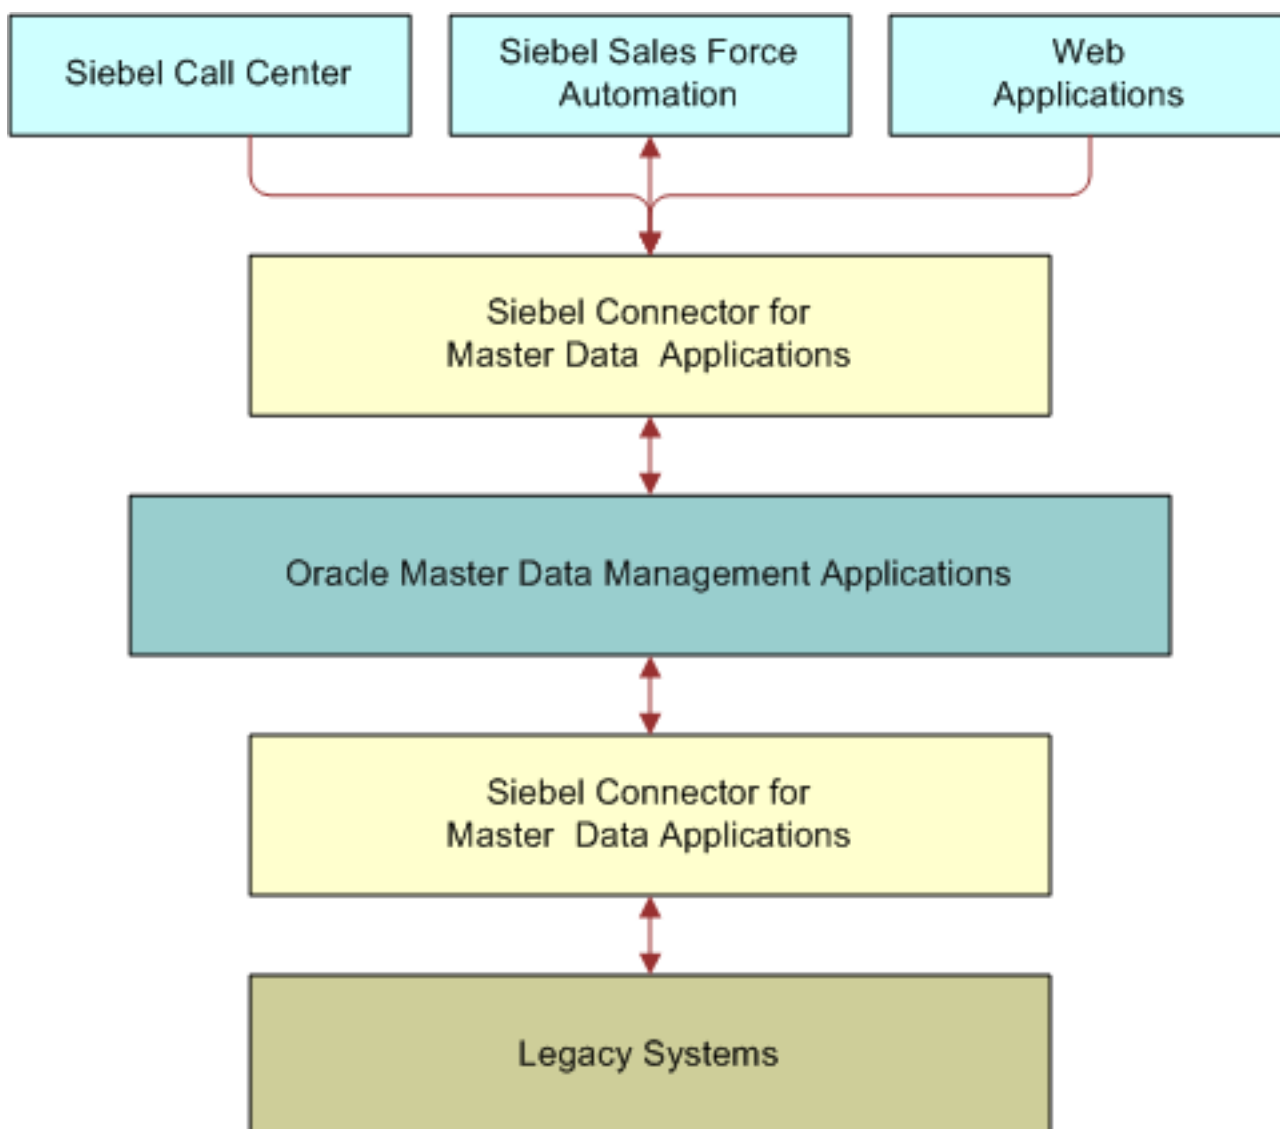 Siebel Call Center
Siebel Sales Force
Automation
Web
Applications
Siebel Connector for
Master Data  Applications
Oracle Master Data Management Applications
Siebel Connector for
Master  Data Applications
Legacy Systems